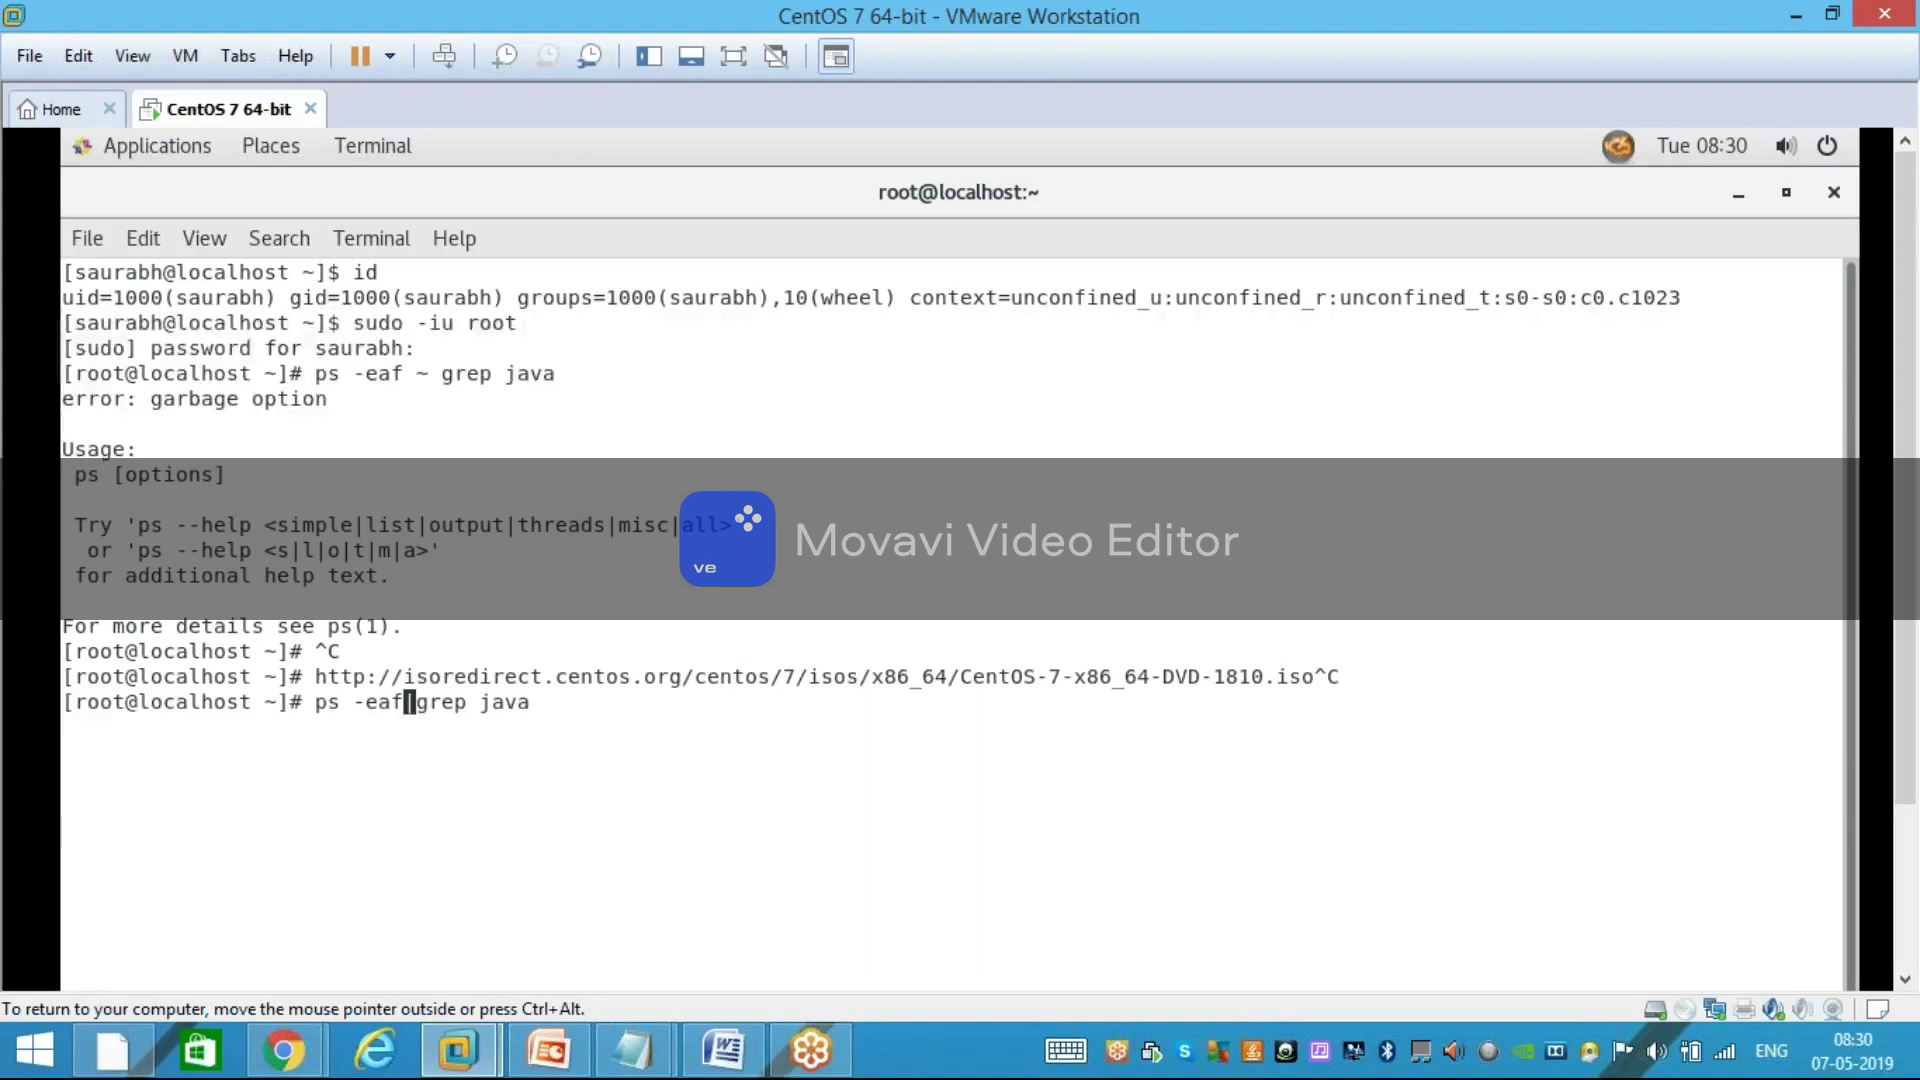 CentOS 7 64-bit - VMware Workstation
File Edit View VM Tabs Help
Home CentOS 7 64-bit
Applications Places Terminal Tue 08:30
root@localhost:~
File Edit View Search Terminal Help
[saurabh@localhost ~]$ id
uid=1000(saurabh) gid=1000(saurabh) groups=1000(saurabh),10(wheel) context=unconfined_u:unconfined_r:unconfined_t:s0-s0:c0.c1023
[saurabh@localhost ~]$ sudo -iu root
[sudo] password for saurabh:
[root@localhost ~]# ps -eaf ~ grep java
error: garbage option
Usage:
ps [options]
Try 'ps --help <simple|list|output|threads|misc|all>
or 'ps --help <s|l|o|t|m|a>'
for additional help text.
ve Movavi Video Editor
For more details see ps(1).
[root@localhost ~]# ^C
[root@localhost ~]# http://isoredirect.centos.org/centos/7/isos/x86_64/CentOS-7-x86_64-DVD-1810.iso^C
[root@localhost ~]# ps -eaf|grep java
To return to your computer, move the mouse pointer outside or press Ctrl+Alt.
ENG 08:30
07-05-2019